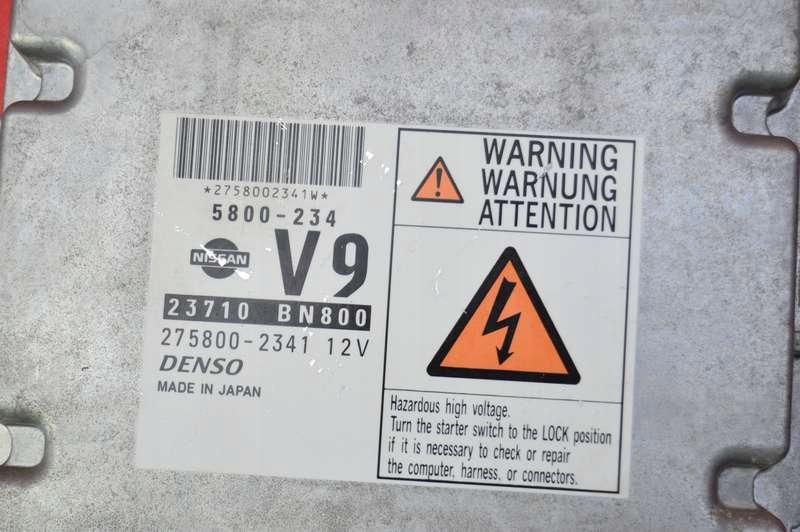 *2758002341W*
5800-234
NISSAN
V9
23710 BN800
275800-2341 12V
DENSO
MADE IN JAPAN
WARNING
WARNUNG
ATTENTION
Hazardous high voltage.
Turn the starter switch to the LOCK position
if it is necessary to check or repair
the computer, harness, or connectors.